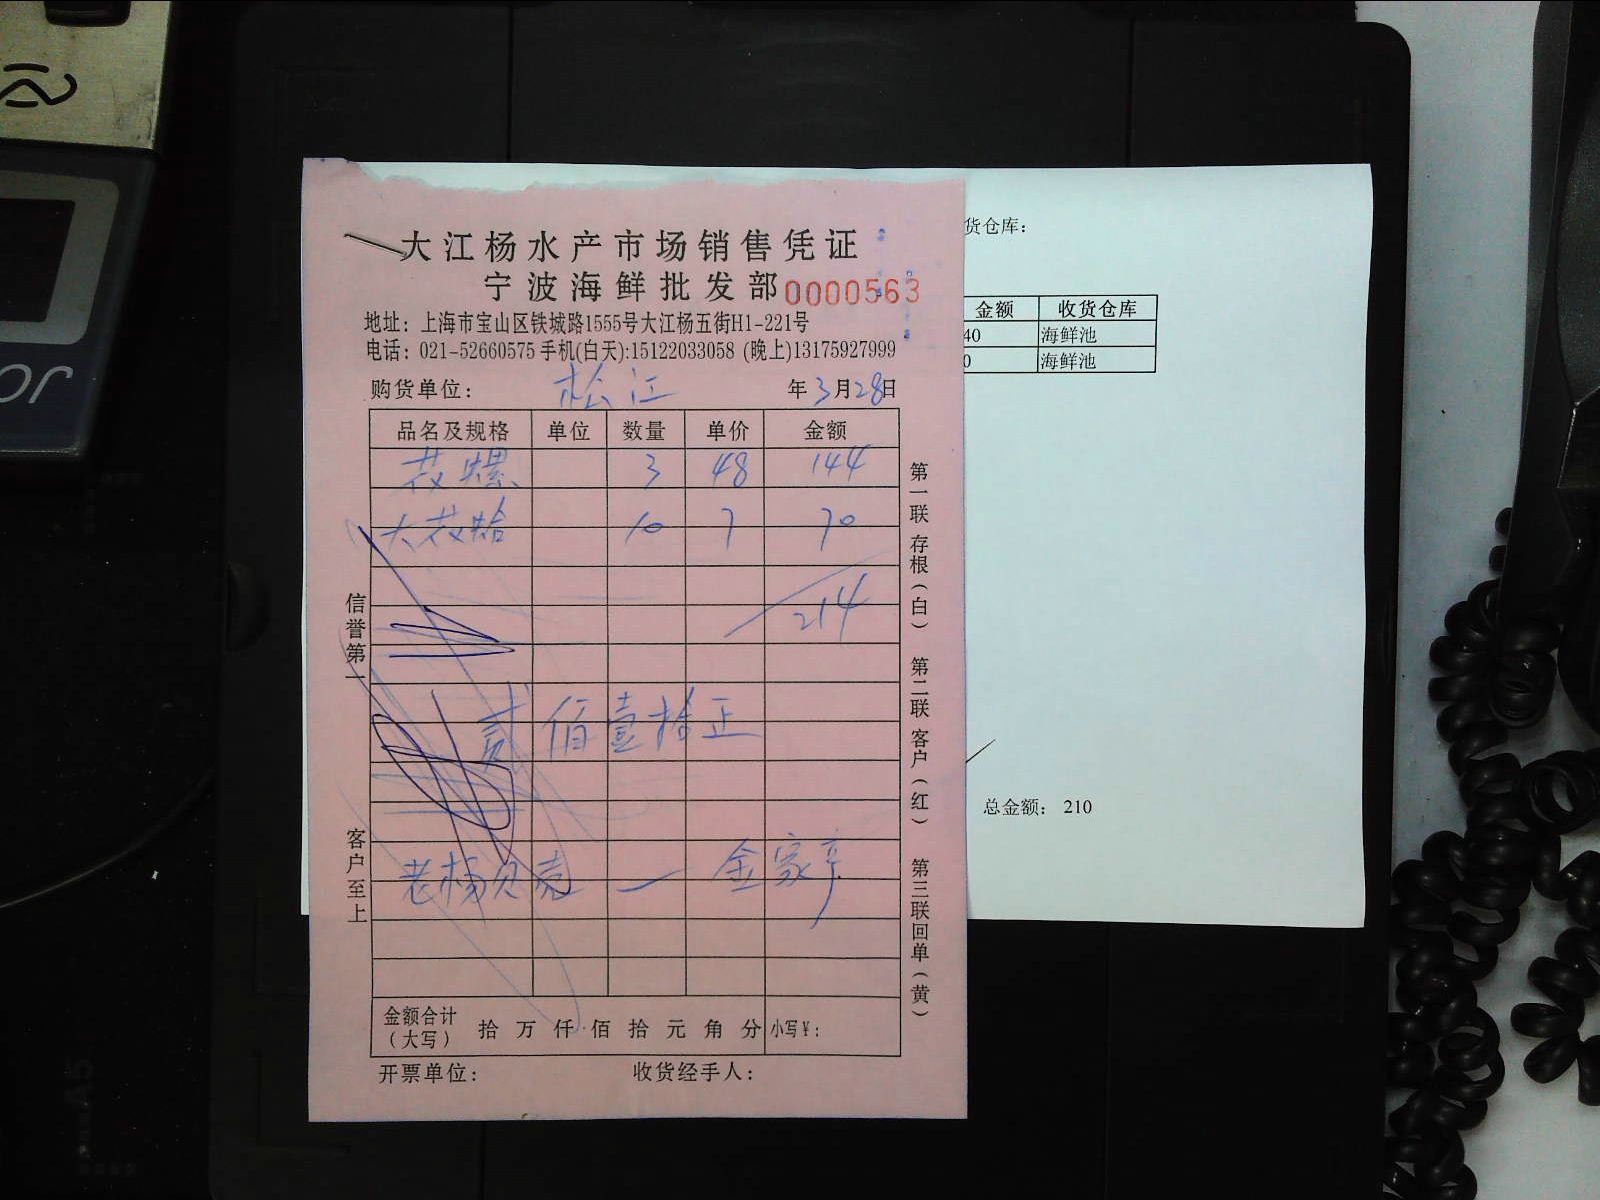 大江杨水产市场销售凭证
宁波海鲜批发部 0000563
地址：上海市宝山区铁城路1555号大江杨五街H1-221号
电话：021-52660575 手机(白天):15122033058 (晚上)13175927999
购货单位：松江 年3月28日
品名及规格 单位 数量 单价 金额
花螺 3 48 144
大花蛤 10 7 70
214
贰佰壹拾正
老杨贝壳 — 金家亭
金额合计（大写） 拾 万 仟 佰 拾 元 角 分 小写¥：
开票单位： 收货经手人：
信誉第一
客户至上
第一联存根（白）
第二联客户（红）
第三联回单（黄）
货仓库：
金额 收货仓库
40 海鲜池
0 海鲜池
总金额： 210